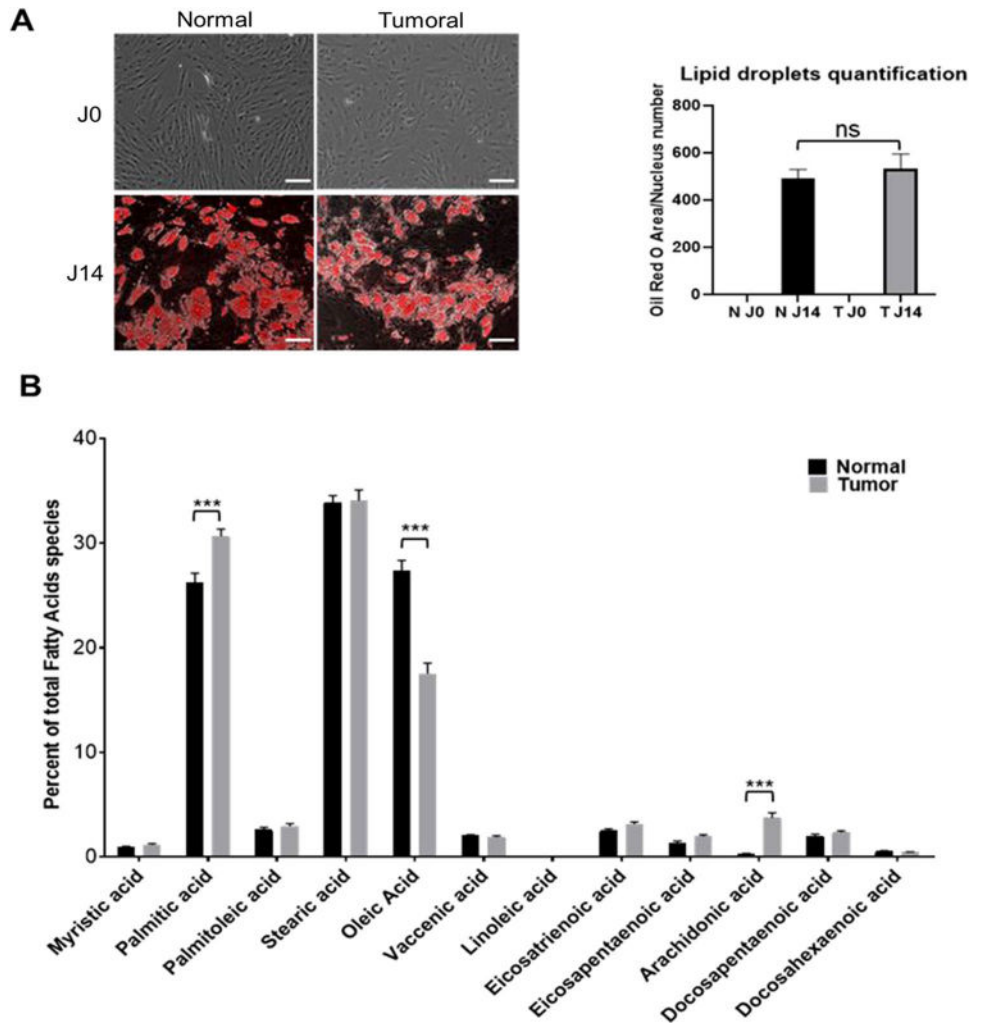 A
Normal
Tumoral
J0
J14
Lipid droplets quantification
Oill Red O Area/Nucleus number
800
600
400
200
0
ns
N J0
N J14
T J0
T J14
B
Percent of total Fatty Acids species
40
30
20
10
0
***
***
***
Normal
Tumor
Myristic acid
Palmitic acid
Palmitoleic acid
Stearic acid
Oleic Acid
Vaccenic acid
Linoleic acid
Eicosatrienoic acid
Eicosapentaenoic acid
Arachidonic acid
Docosapentaenoic acid
Docosahexaenoic acid